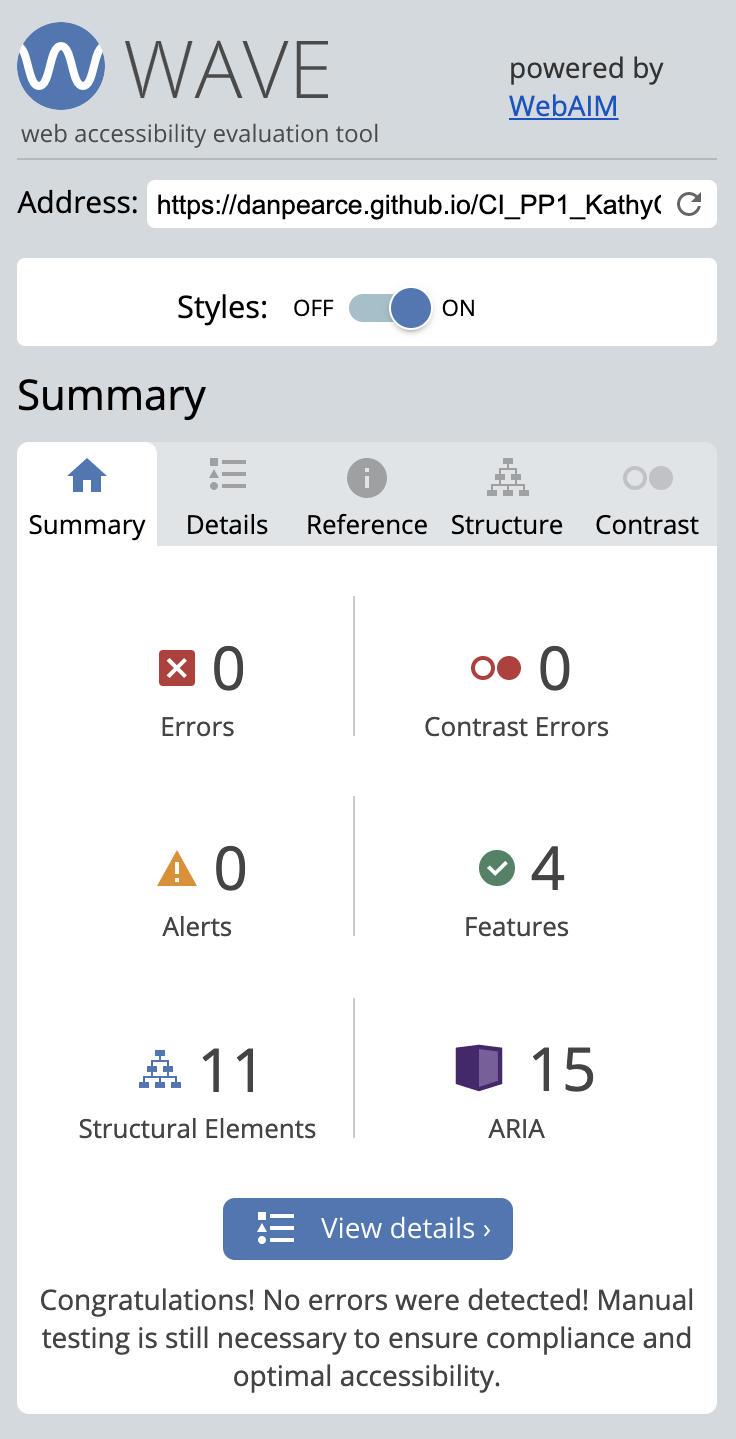 WAVE
web accessibility evaluation tool
powered by
WebAIM
Address: https://danpearce.github.io/CI_PP1_Kathy
Styles: OFF ON
Summary
Summary Details Reference Structure Contrast
0
Errors
0
Contrast Errors
0
Alerts
4
Features
11
Structural Elements
15
ARIA
View details ›
Congratulations! No errors were detected! Manual
testing is still necessary to ensure compliance and
optimal accessibility.